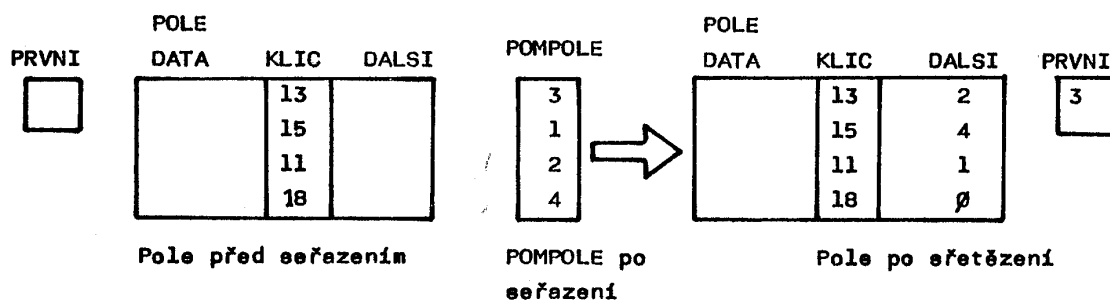 POLE
PRVNI DATA KLIC DALSI
13
15
11
18
Pole před seřazením
POMPOLE
3
1
2
4
POMPOLE po
seřazení
POLE
DATA KLIC DALSI PRVNI
13 2 3
15 4
11 1
18 Ø
Pole po sřetězení